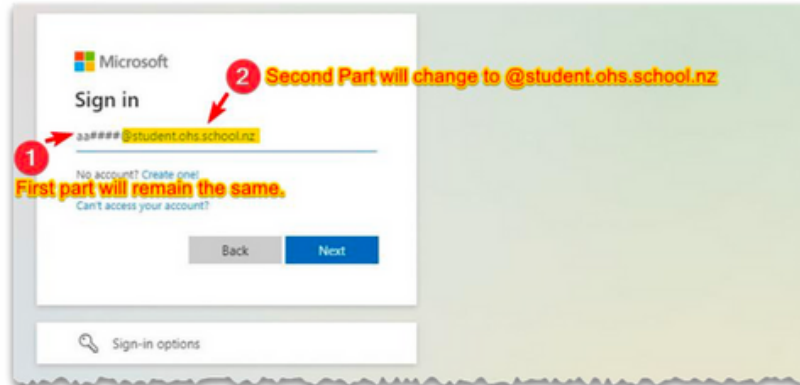 Microsoft
2 Second Part will change to @student.ohs.school.nz
Sign in
aa####@student.ohs.school.nz
1
No account? Create one!
First part will remain the same.
Can't access your account?
Back Next
Sign-in options